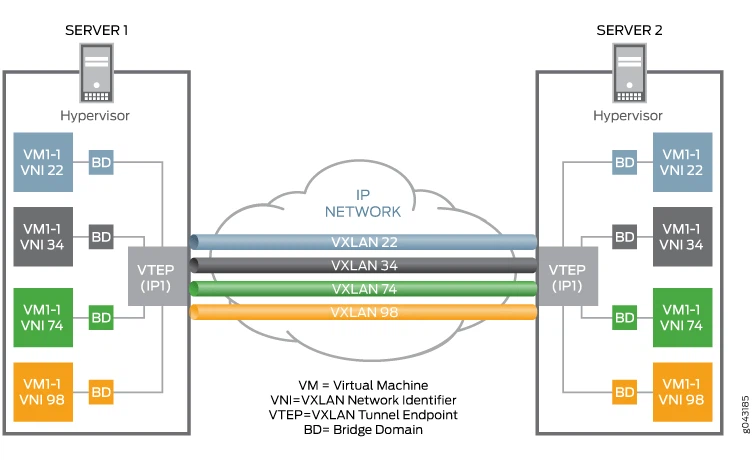 SERVER 1
Hypervisor
VM1-1
VNI 22
BD
VM1-1
VNI 34
BD
VM1-1
VNI 74
BD
VM1-1
VNI 98
BD
VTEP
(IP1)
IP
NETWORK
VXLAN 22
VXLAN 34
VXLAN 74
VXLAN 98
SERVER 2
Hypervisor
VTEP
(IP1)
BD
VM1-1
VNI 22
BD
VM1-1
VNI 34
BD
VM1-1
VNI 74
BD
VM1-1
VNI 98
VM = Virtual Machine
VNI=VXLAN Network Identifier
VTEP=VXLAN Tunnel Endpoint
BD= Bridge Domain
g043185